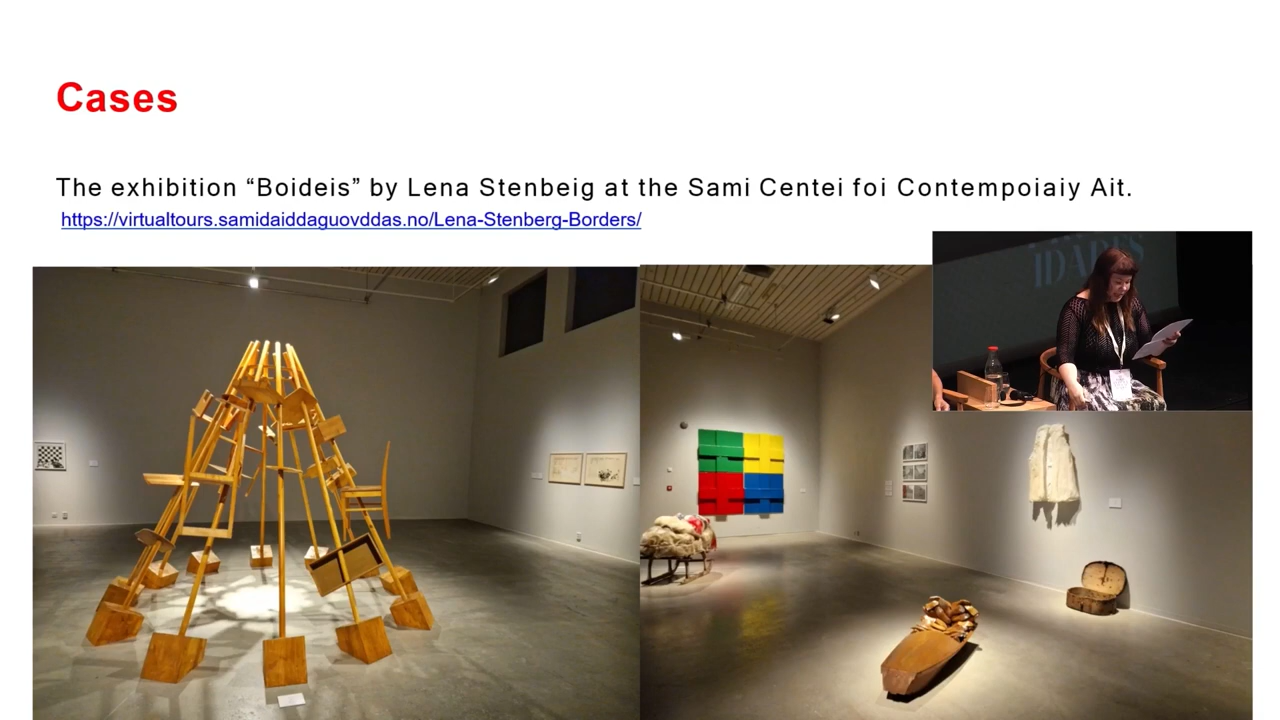 Cases
The exhibition “Boideis” by Lena Stenbeig at the Sami Centei foi Contempoiaiy Ait.
https://virtualtours.samidaiddaguovddas.no/Lena-Stenberg-Borders/
IDADES